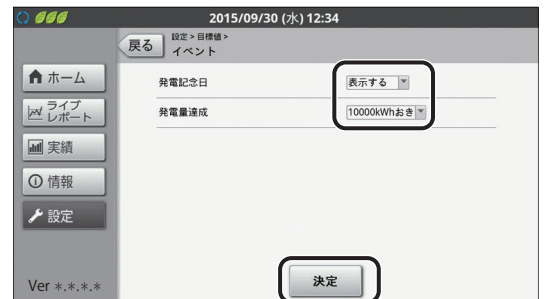 2015/09/30 (水) 12:34
戻る
設定 > 目標値 >
イベント
ホーム
ライブ
レポート
実績
情報
設定
Ver *.*.*.*
発電記念日
表示する
発電量達成
10000kWhおき
決定